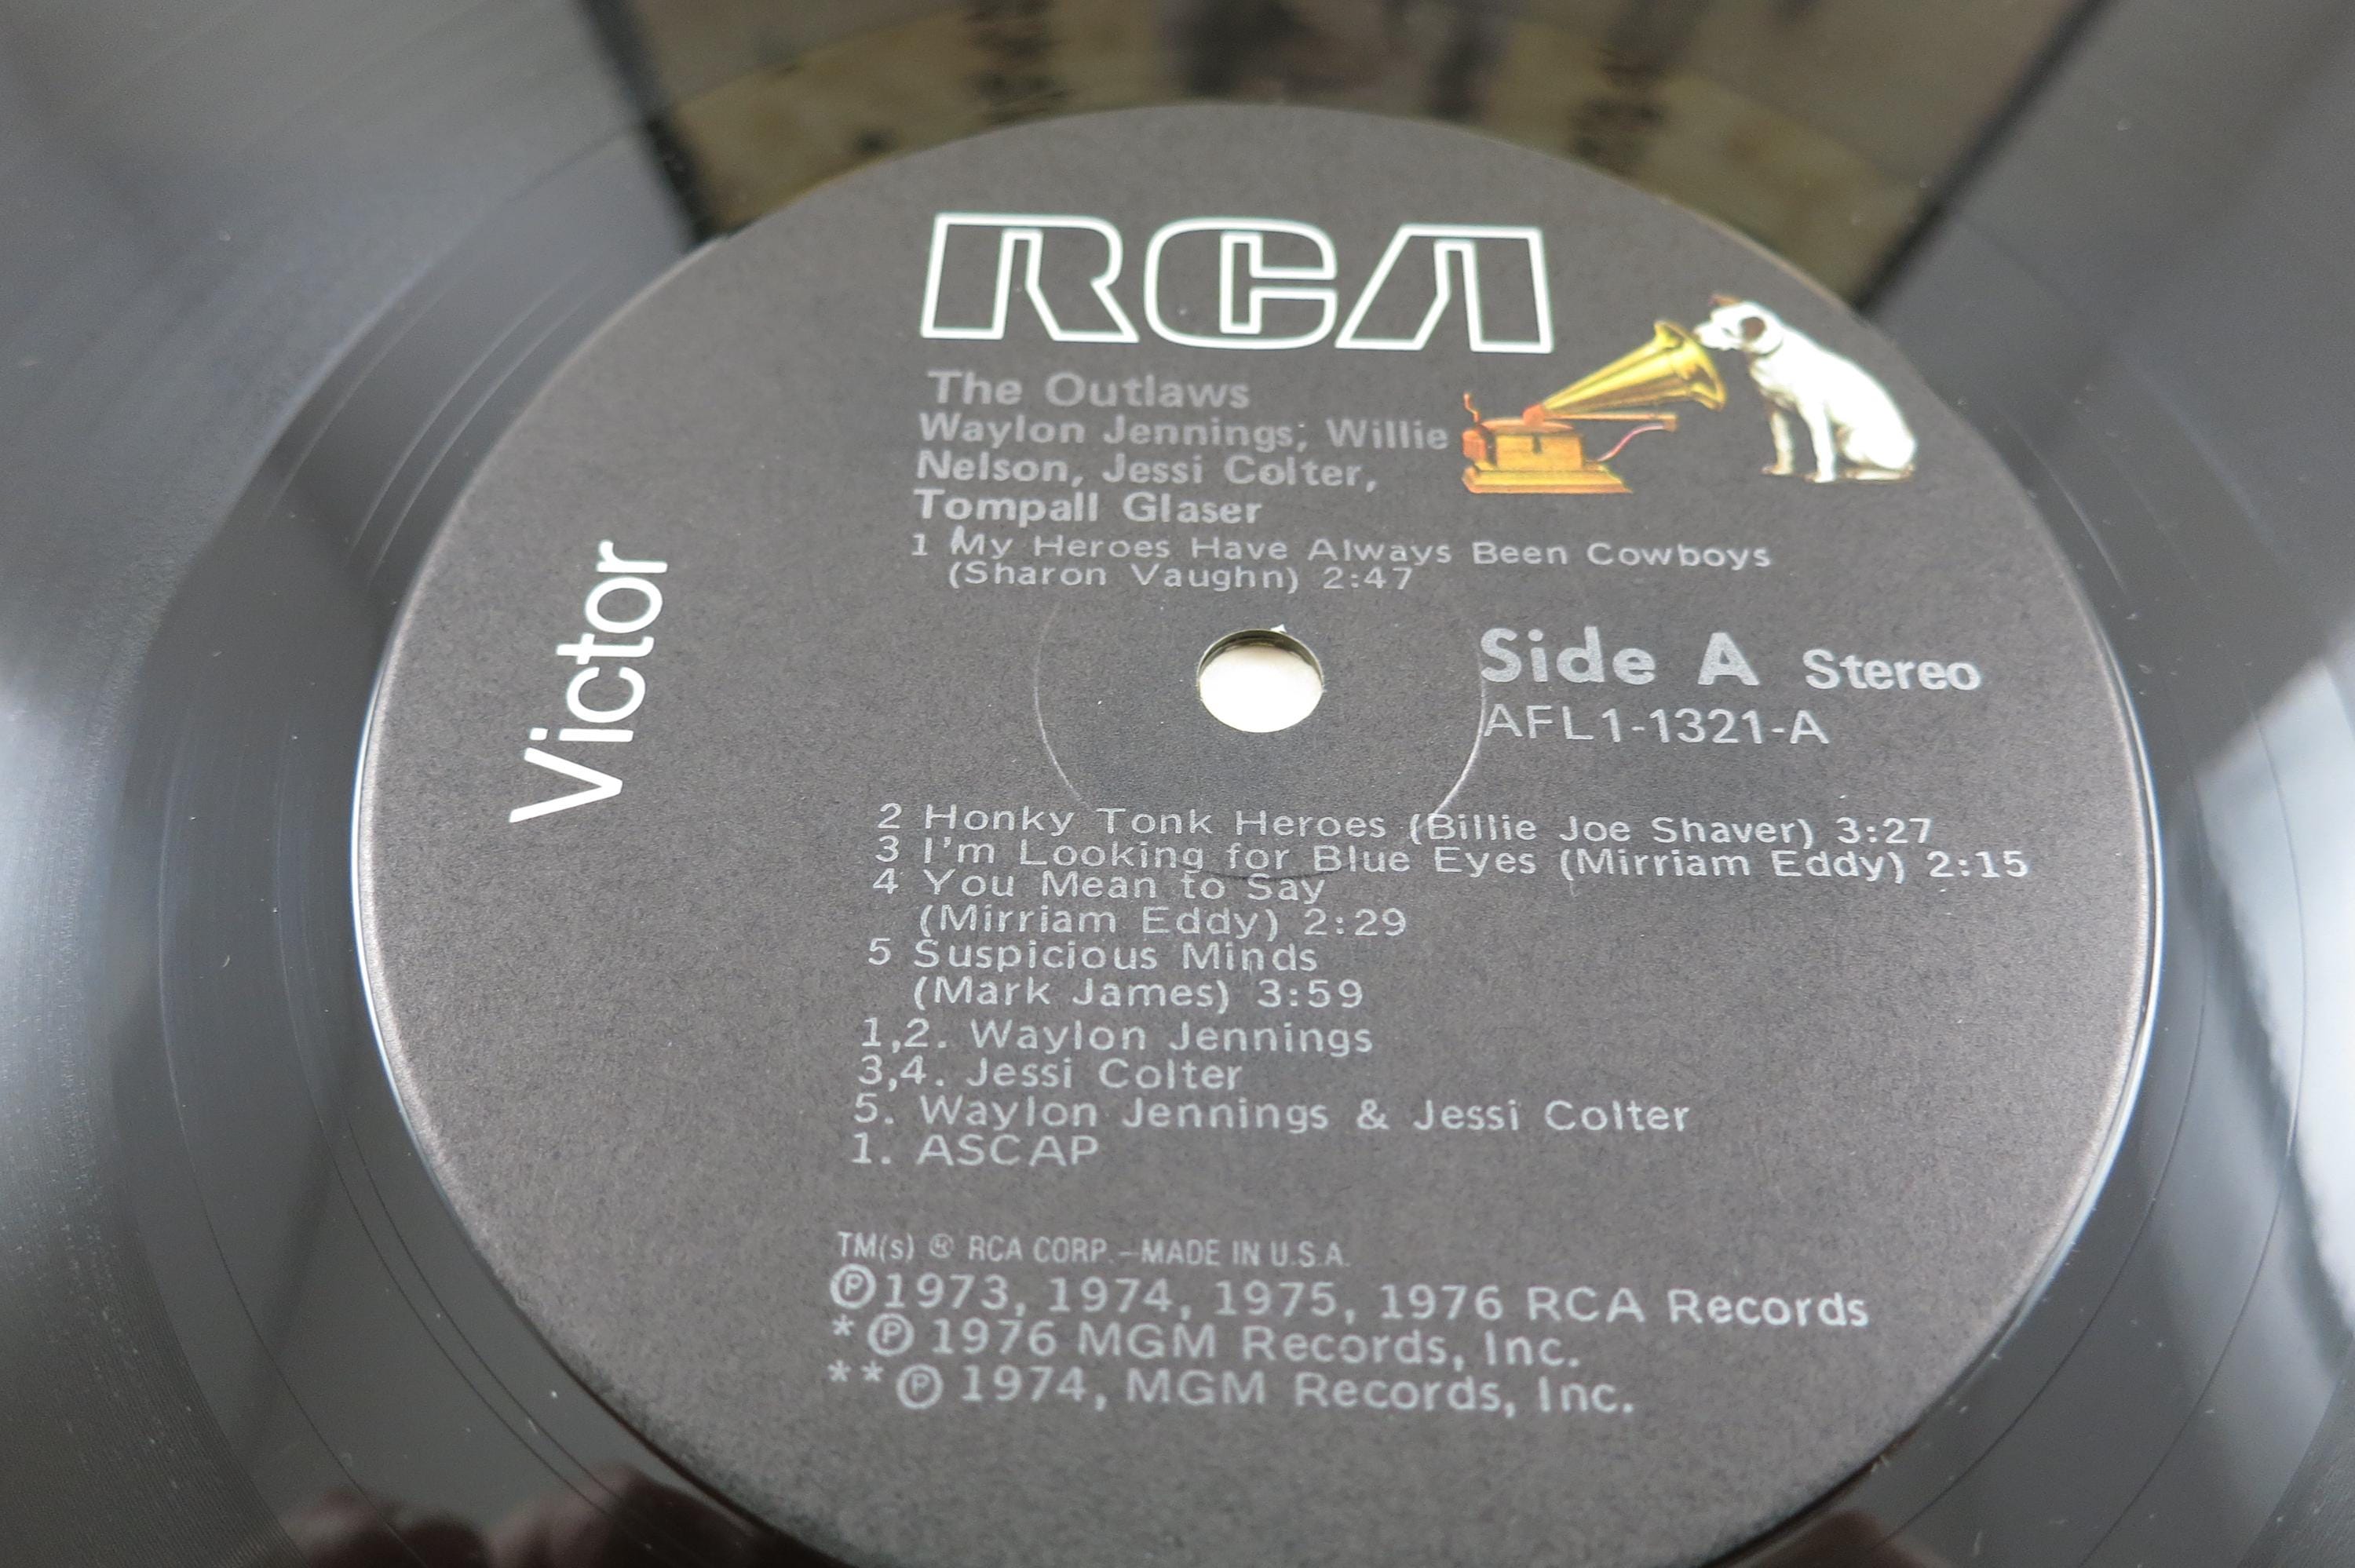 RCA
The Outlaws
Waylon Jennings, Willie
Nelson, Jessi Colter,
Tompall Glaser
1 My Heroes Have Always Been Cowboys
(Sharon Vaughn) 2:47
Victor
Side A Stereo
AFL1-1321-A
2 Honky Tonk Heroes (Billie Joe Shaver) 3:27
3 I'm Looking for Blue Eyes (Mirriam Eddy) 2:15
4 You Mean to Say
(Mirriam Eddy) 2:29
5 Suspicious Minds
(Mark James) 3:59
1,2. Waylon Jennings
3,4. Jessi Colter
5. Waylon Jennings & Jessi Colter
1. ASCAP
TM(s) ® RCA CORP.–MADE IN U.S.A.
℗1973, 1974, 1975, 1976 RCA Records
*℗ 1976 MGM Records, Inc.
**℗ 1974, MGM Records, Inc.